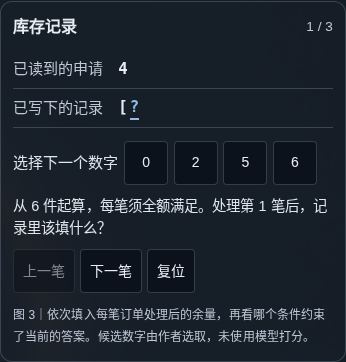 库存记录 1 / 3
已读到的申请 4
已写下的记录 [ ?
选择下一个数字 0 2 5 6
从 6 件起算，每笔须全额满足。处理第 1 笔后，记
录里该填什么？
上一笔 下一笔 复位
图 3｜依次填入每笔订单处理后的余量，再看哪个条件约束
了当前的答案。候选数字由作者选取，未使用模型打分。